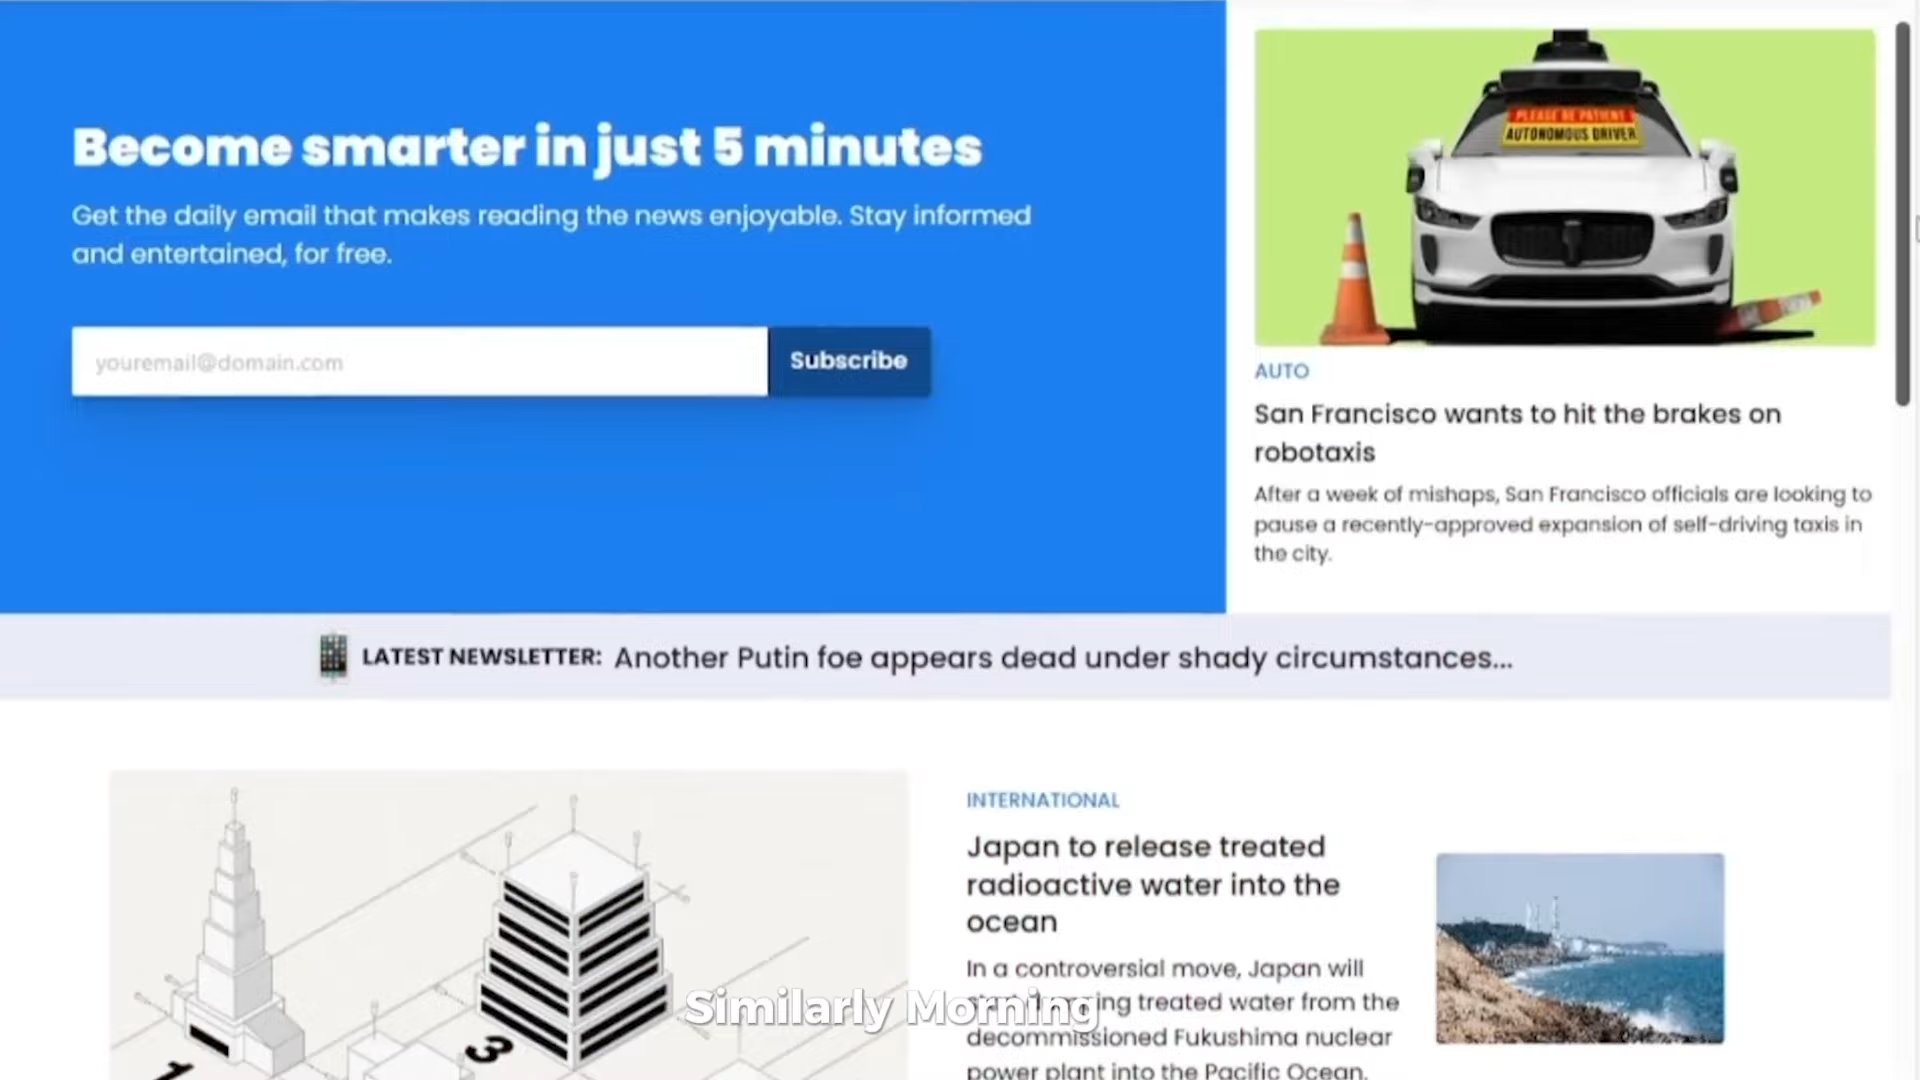 Become smarter in just 5 minutes
Get the daily email that makes reading the news enjoyable. Stay informed
and entertained, for free.
youremail@domain.com
Subscribe
PLEASE BE PATIENT
AUTONOMOUS DRIVER
AUTO
San Francisco wants to hit the brakes on
robotaxis
After a week of mishaps, San Francisco officials are looking to
pause a recently-approved expansion of self-driving taxis in
the city.
LATEST NEWSLETTER: Another Putin foe appears dead under shady circumstances...
1
3
INTERNATIONAL
Japan to release treated
radioactive water into the
ocean
In a controversial move, Japan will
treated water from the
decommissioned Fukushima nuclear
power plant into the Pacific Ocean.
Similarly Morning